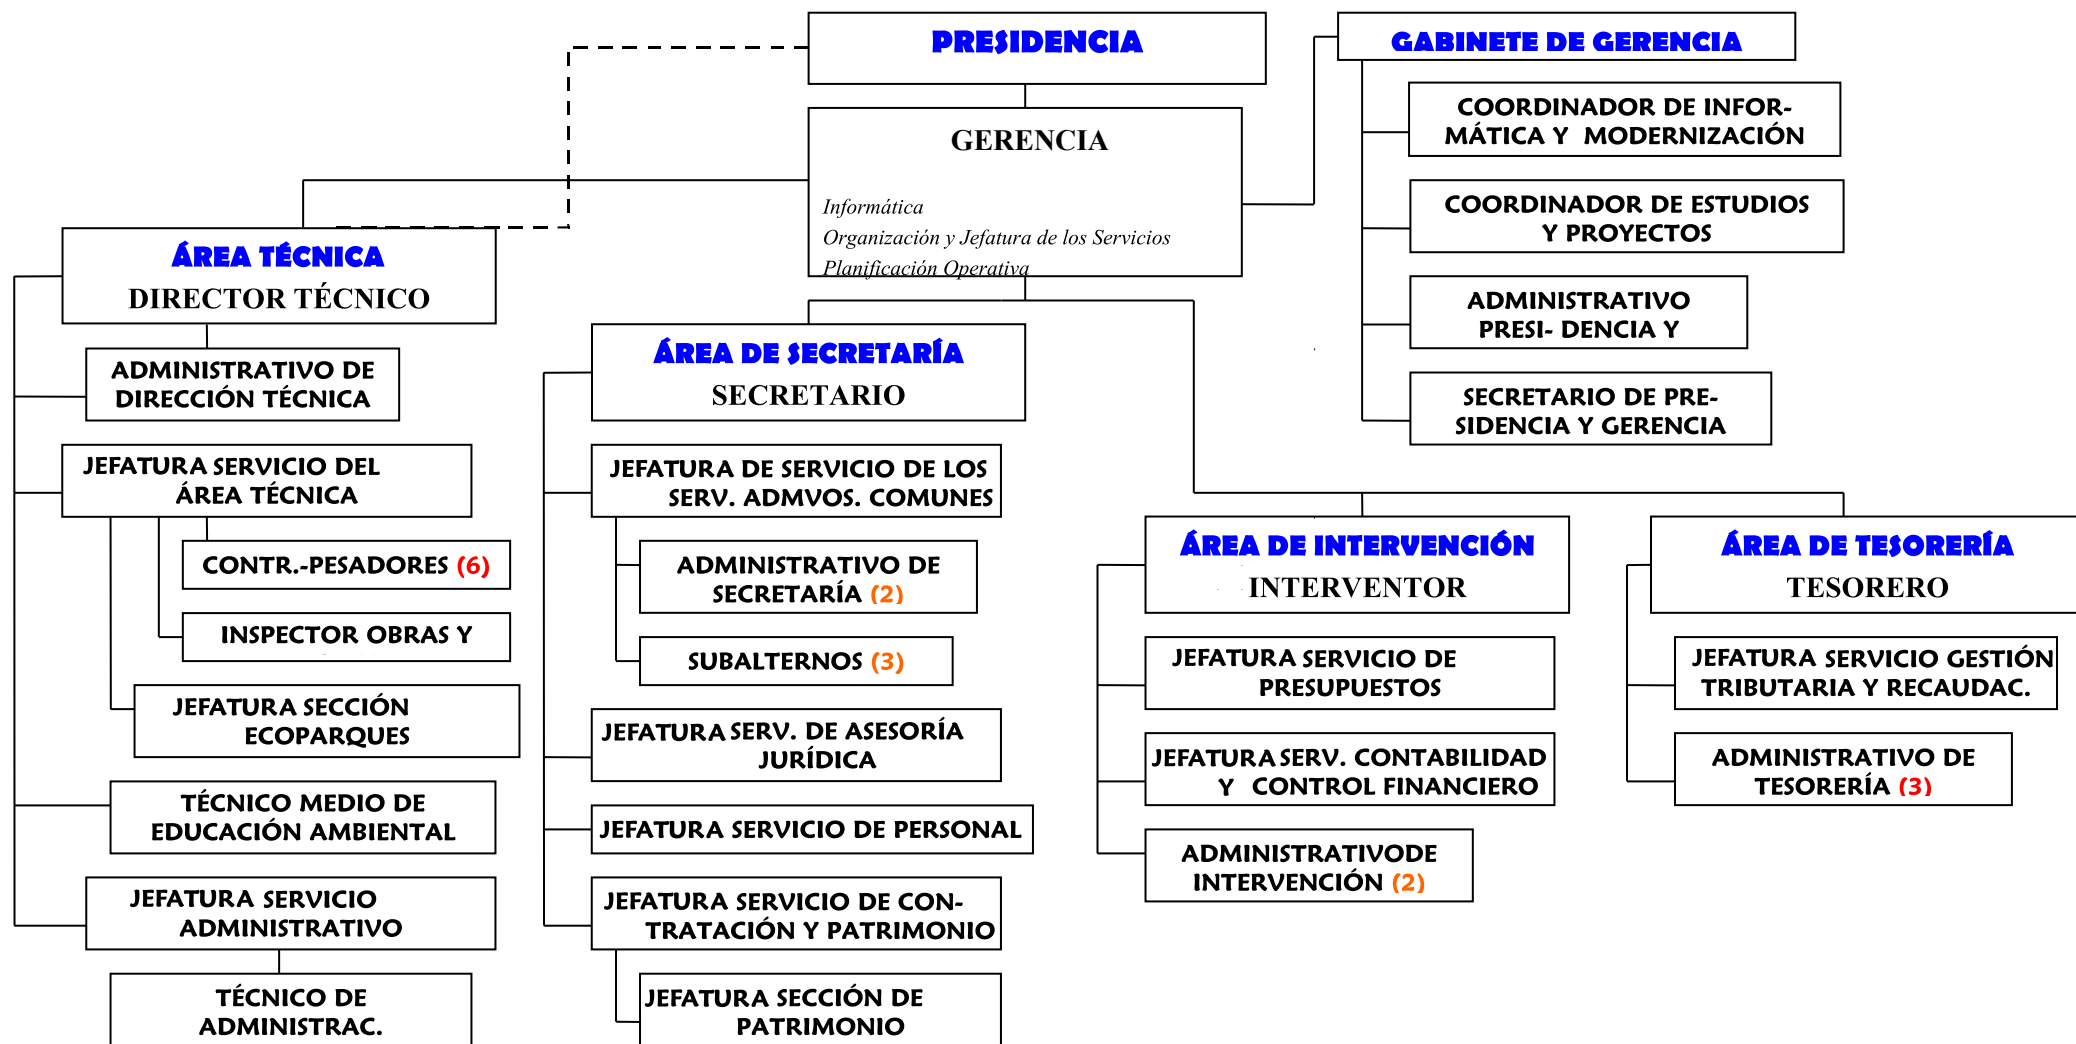 PRESIDENCIA
GERENCIA
Informática
Organización y Jefatura de los Servicios
Planificación Operativa
GABINETE DE GERENCIA
COORDINADOR DE INFOR-
MÁTICA Y MODERNIZACIÓN
COORDINADOR DE ESTUDIOS
Y PROYECTOS
ADMINISTRATIVO
PRESI- DENCIA Y
SECRETARIO DE PRE-
SIDENCIA Y GERENCIA
ÁREA TÉCNICA
DIRECTOR TÉCNICO
ADMINISTRATIVO DE
DIRECCIÓN TÉCNICA
JEFATURA SERVICIO DEL
ÁREA TÉCNICA
CONTR.-PESADORES (6)
INSPECTOR OBRAS Y
JEFATURA SECCIÓN
ECOPARQUES
TÉCNICO MEDIO DE
EDUCACIÓN AMBIENTAL
JEFATURA SERVICIO
ADMINISTRATIVO
TÉCNICO DE
ADMINISTRAC.
ÁREA DE SECRETARÍA
SECRETARIO
JEFATURA DE SERVICIO DE LOS
SERV. ADMVOS. COMUNES
ADMINISTRATIVO DE
SECRETARÍA (2)
SUBALTERNOS (3)
JEFATURA SERV. DE ASESORÍA
JURÍDICA
JEFATURA SERVICIO DE PERSONAL
JEFATURA SERVICIO DE CON-
TRATACIÓN Y PATRIMONIO
JEFATURA SECCIÓN DE
PATRIMONIO
ÁREA DE INTERVENCIÓN
INTERVENTOR
JEFATURA SERVICIO DE
PRESUPUESTOS
JEFATURA SERV. CONTABILIDAD
Y CONTROL FINANCIERO
ADMINISTRATIVODE
INTERVENCIÓN (2)
ÁREA DE TESORERÍA
TESORERO
JEFATURA SERVICIO GESTIÓN
TRIBUTARIA Y RECAUDAC.
ADMINISTRATIVO DE
TESORERÍA (3)